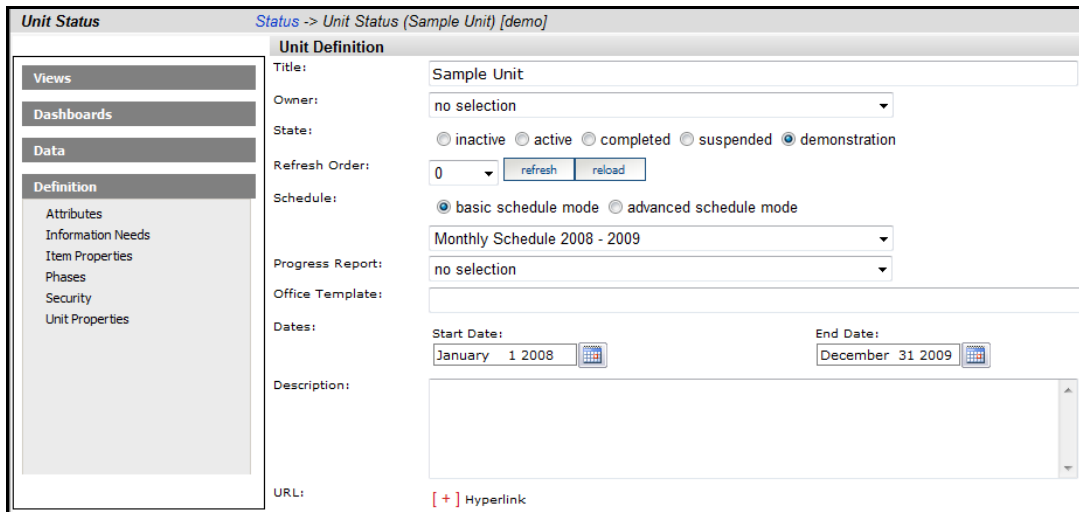 Unit Status
Status -> Unit Status (Sample Unit) [demo]
Views
Dashboards
Data
Definition
Attributes
Information Needs
Item Properties
Phases
Security
Unit Properties
Unit Definition
Title: Sample Unit
Owner: no selection
State: inactive active completed suspended demonstration
Refresh Order: 0 refresh reload
Schedule: basic schedule mode advanced schedule mode
Monthly Schedule 2008 - 2009
Progress Report: no selection
Office Template:
Dates: Start Date: End Date:
January 1 2008 December 31 2009
Description:
URL: [ + ] Hyperlink